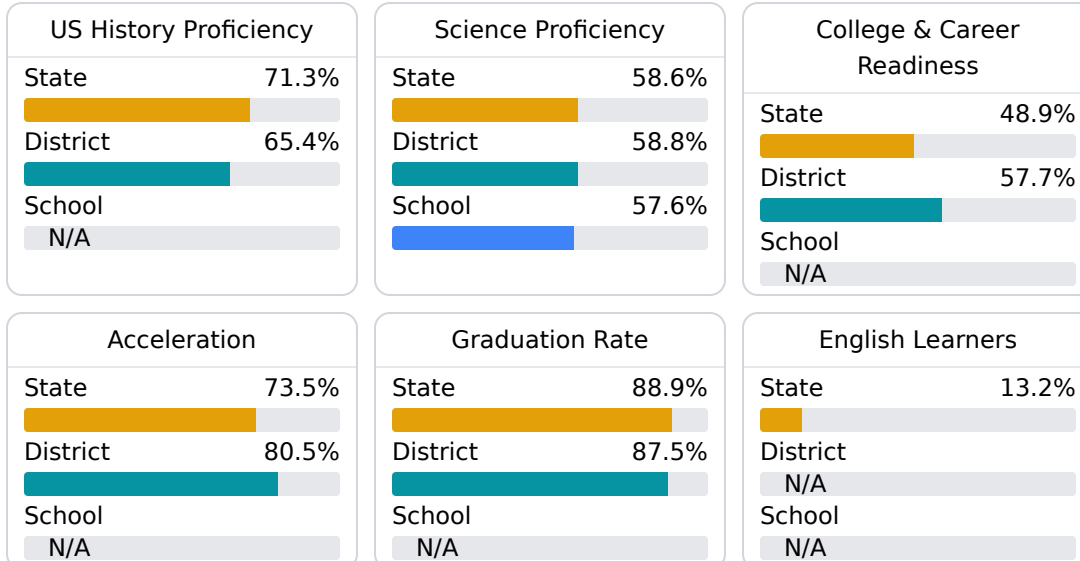 US History Proficiency
State 71.3%
District 65.4%
School
N/A
Science Proficiency
State 58.6%
District 58.8%
School 57.6%
College & Career
Readiness
State 48.9%
District 57.7%
School
N/A
Acceleration
State 73.5%
District 80.5%
School
N/A
Graduation Rate
State 88.9%
District 87.5%
School
N/A
English Learners
State 13.2%
District
N/A
School
N/A